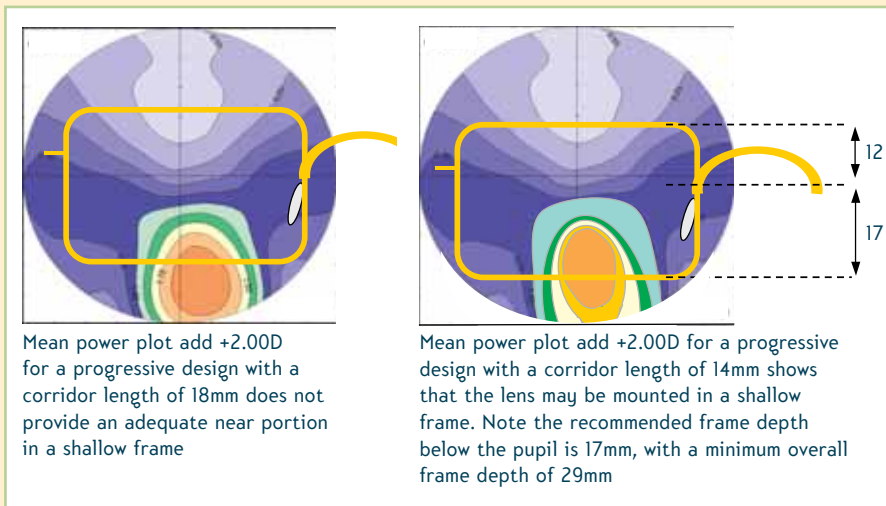 12
17
Mean power plot add +2.00D
for a progressive design with a
corridor length of 18mm does not
provide an adequate near portion
in a shallow frame
Mean power plot add +2.00D for a progressive
design with a corridor length of 14mm shows
that the lens may be mounted in a shallow
frame. Note the recommended frame depth
below the pupil is 17mm, with a minimum overall
frame depth of 29mm